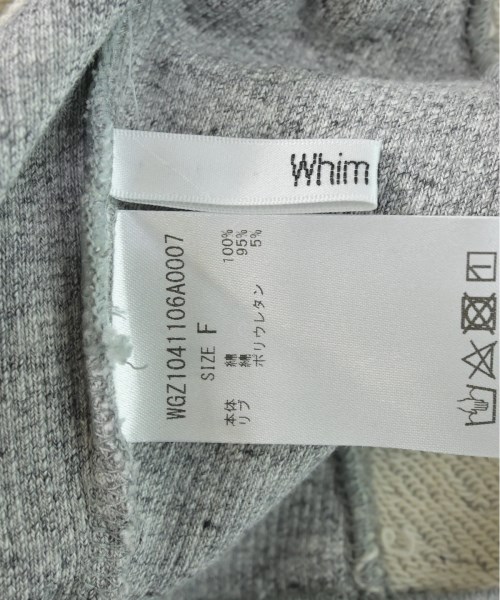 Whim
WGZ1041106A0007
SIZE F
本体 綿 100%
リブ 綿 95%
ポリウレタン 5%